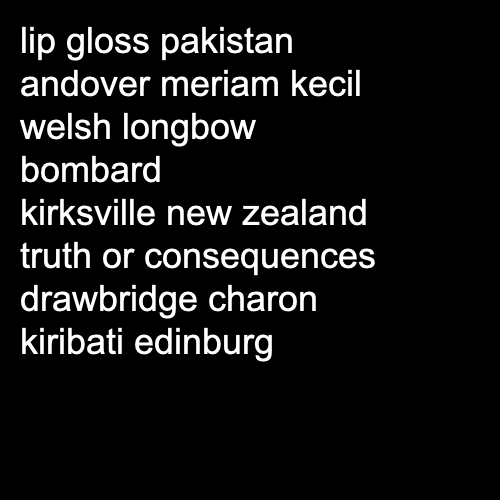 lip gloss pakistan
andover meriam kecil
welsh longbow
bombard
kirksville new zealand
truth or consequences
drawbridge charon
kiribati edinburg